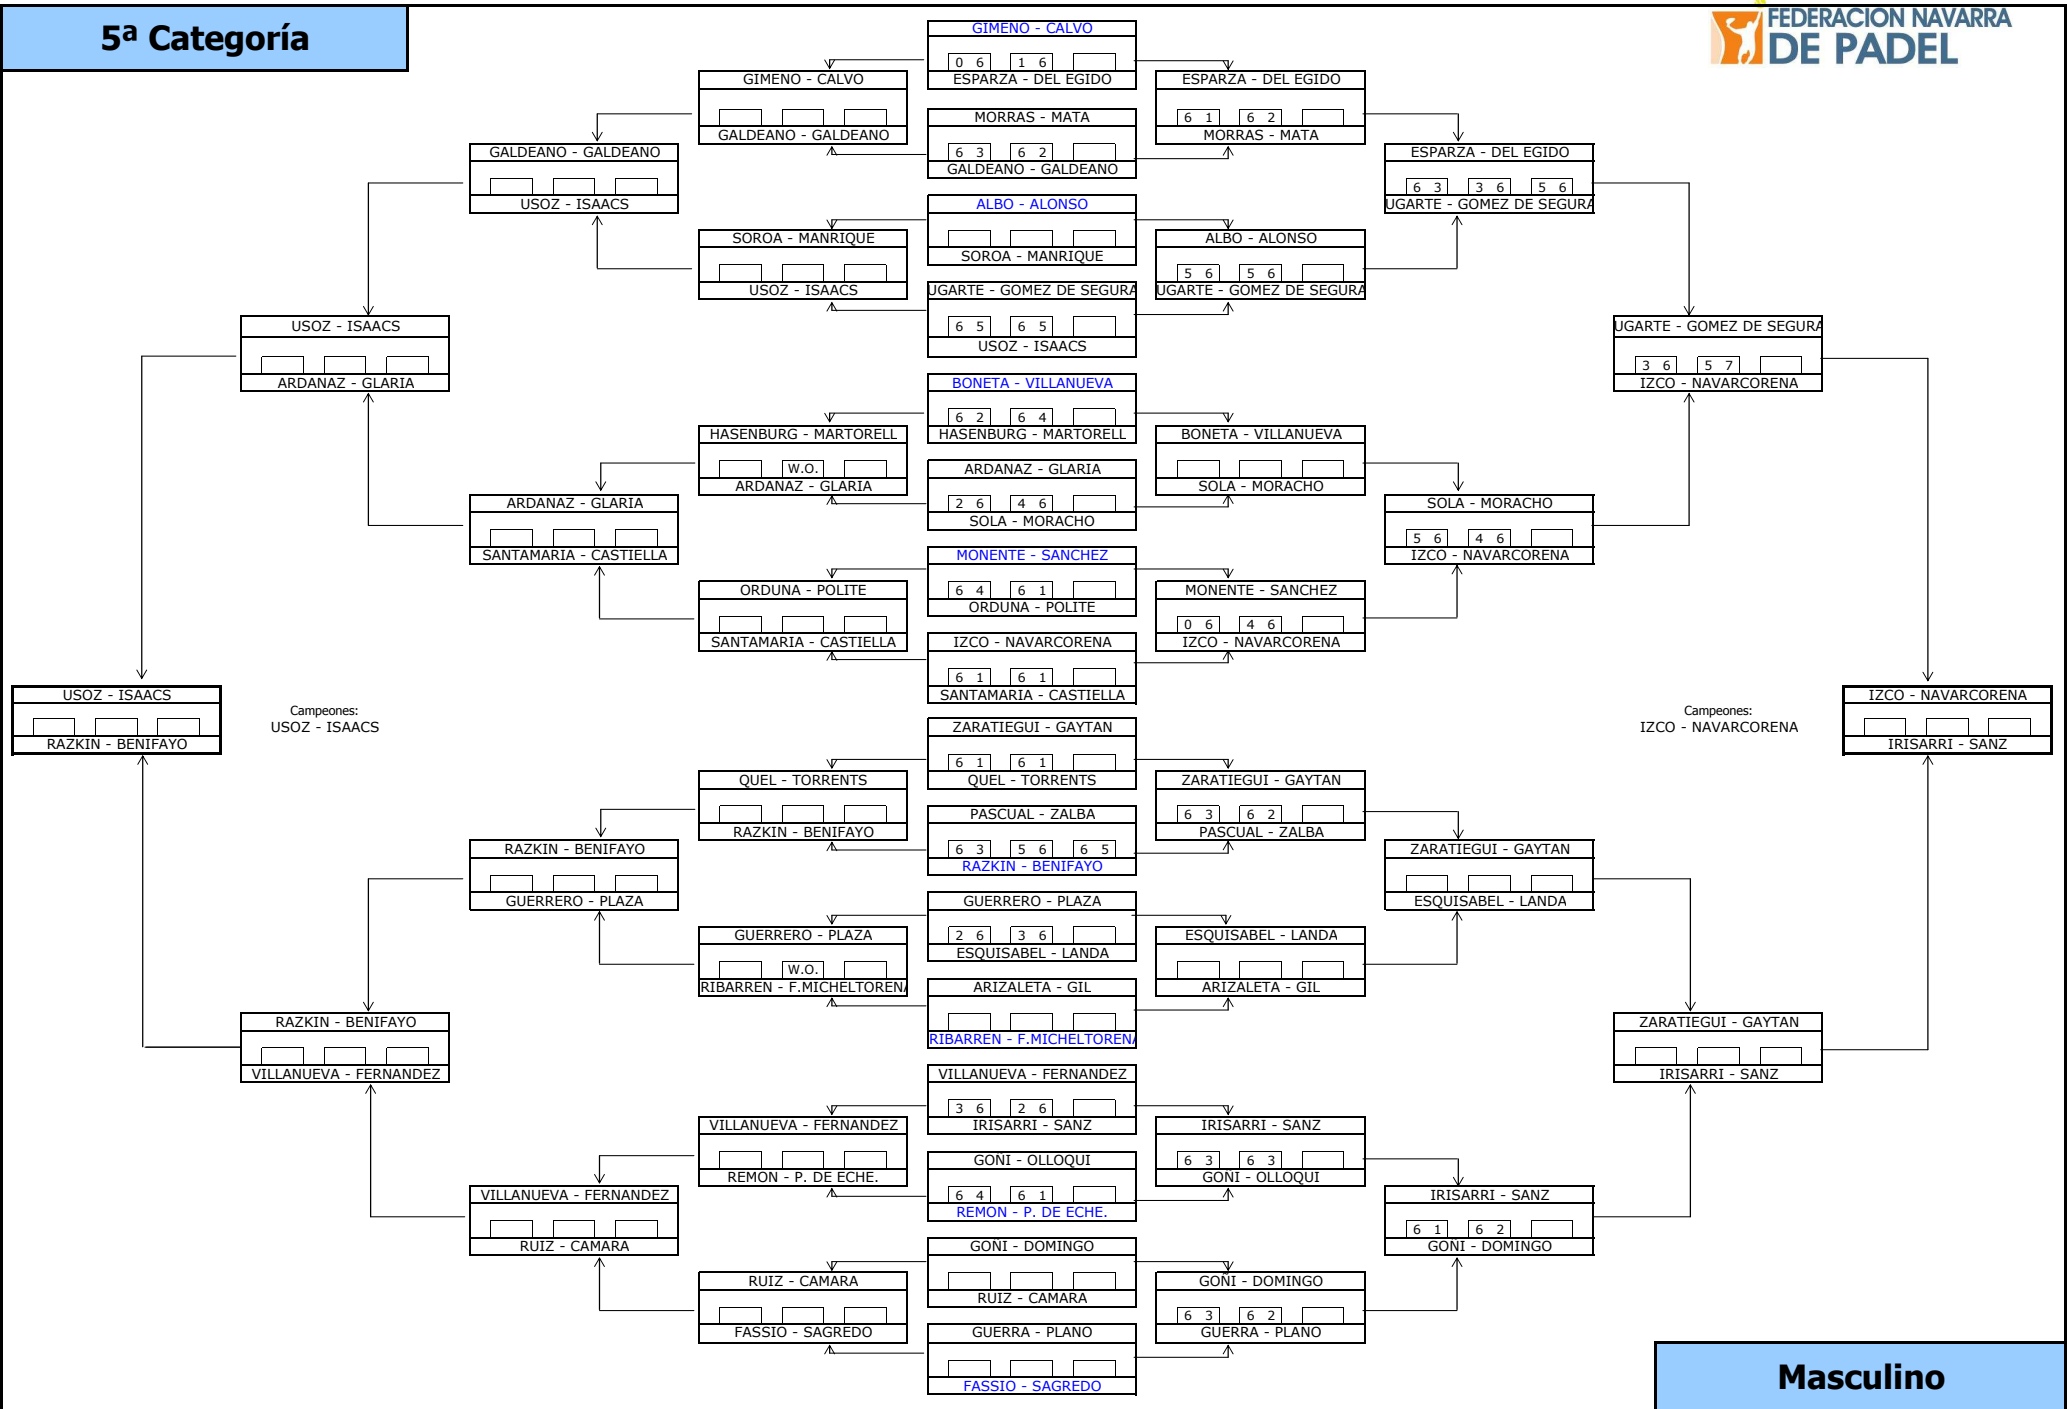 5ª Categoría
FEDERACION NAVARRA
DE PADEL
GIMENO - CALVO
0 6 1 6
ESPARZA - DEL EGIDO
MORRAS - MATA
6 3 6 2
GALDEANO - GALDEANO
ALBO - ALONSO
SOROA - MANRIQUE
UGARTE - GOMEZ DE SEGURA
6 5 6 5
USOZ - ISAACS
BONETA - VILLANUEVA
6 2 6 4
HASENBURG - MARTORELL
ARDANAZ - GLARIA
2 6 4 6
SOLA - MORACHO
MONENTE - SANCHEZ
6 4 6 1
ORDUNA - POLITE
IZCO - NAVARCORENA
6 1 6 1
SANTAMARIA - CASTIELLA
ZARATIEGUI - GAYTAN
6 1 6 1
QUEL - TORRENTS
PASCUAL - ZALBA
6 3 5 6 6 5
RAZKIN - BENIFAYO
GUERRERO - PLAZA
2 6 3 6
ESQUISABEL - LANDA
ARIZALETA - GIL
RIBARREN - F.MICHELTORENA
VILLANUEVA - FERNANDEZ
3 6 2 6
IRISARRI - SANZ
GOÑI - OLLOQUI
6 4 6 1
REMON - P. DE ECHE.
GOÑI - DOMINGO
RUIZ - CAMARA
GUERRA - PLANO
FASSIO - SAGREDO
GIMENO - CALVO
GALDEANO - GALDEANO
SOROA - MANRIQUE
USOZ - ISAACS
HASENBURG - MARTORELL
W.O.
ARDANAZ - GLARIA
ORDUNA - POLITE
SANTAMARIA - CASTIELLA
QUEL - TORRENTS
RAZKIN - BENIFAYO
GUERRERO - PLAZA
W.O.
RIBARREN - F.MICHELTORENA
VILLANUEVA - FERNANDEZ
REMON - P. DE ECHE.
RUIZ - CAMARA
FASSIO - SAGREDO
GALDEANO - GALDEANO
USOZ - ISAACS
ARDANAZ - GLARIA
SANTAMARIA - CASTIELLA
RAZKIN - BENIFAYO
GUERRERO - PLAZA
VILLANUEVA - FERNANDEZ
RUIZ - CAMARA
USOZ - ISAACS
ARDANAZ - GLARIA
RAZKIN - BENIFAYO
VILLANUEVA - FERNANDEZ
USOZ - ISAACS
RAZKIN - BENIFAYO
Campeones:
USOZ - ISAACS
ESPARZA - DEL EGIDO
6 1 6 2
MORRAS - MATA
ALBO - ALONSO
5 6 5 6
UGARTE - GOMEZ DE SEGURA
BONETA - VILLANUEVA
SOLA - MORACHO
MONENTE - SANCHEZ
0 6 4 6
IZCO - NAVARCORENA
ZARATIEGUI - GAYTAN
6 3 6 2
PASCUAL - ZALBA
ESQUISABEL - LANDA
ARIZALETA - GIL
IRISARRI - SANZ
6 3 6 3
GOÑI - OLLOQUI
GOÑI - DOMINGO
6 3 6 2
GUERRA - PLANO
ESPARZA - DEL EGIDO
6 3 3 6 5 6
UGARTE - GOMEZ DE SEGURA
SOLA - MORACHO
5 6 4 6
IZCO - NAVARCORENA
ZARATIEGUI - GAYTAN
ESQUISABEL - LANDA
IRISARRI - SANZ
6 1 6 2
GOÑI - DOMINGO
UGARTE - GOMEZ DE SEGURA
3 6 5 7
IZCO - NAVARCORENA
ZARATIEGUI - GAYTAN
IRISARRI - SANZ
Campeones:
IZCO - NAVARCORENA
IZCO - NAVARCORENA
IRISARRI - SANZ
Masculino